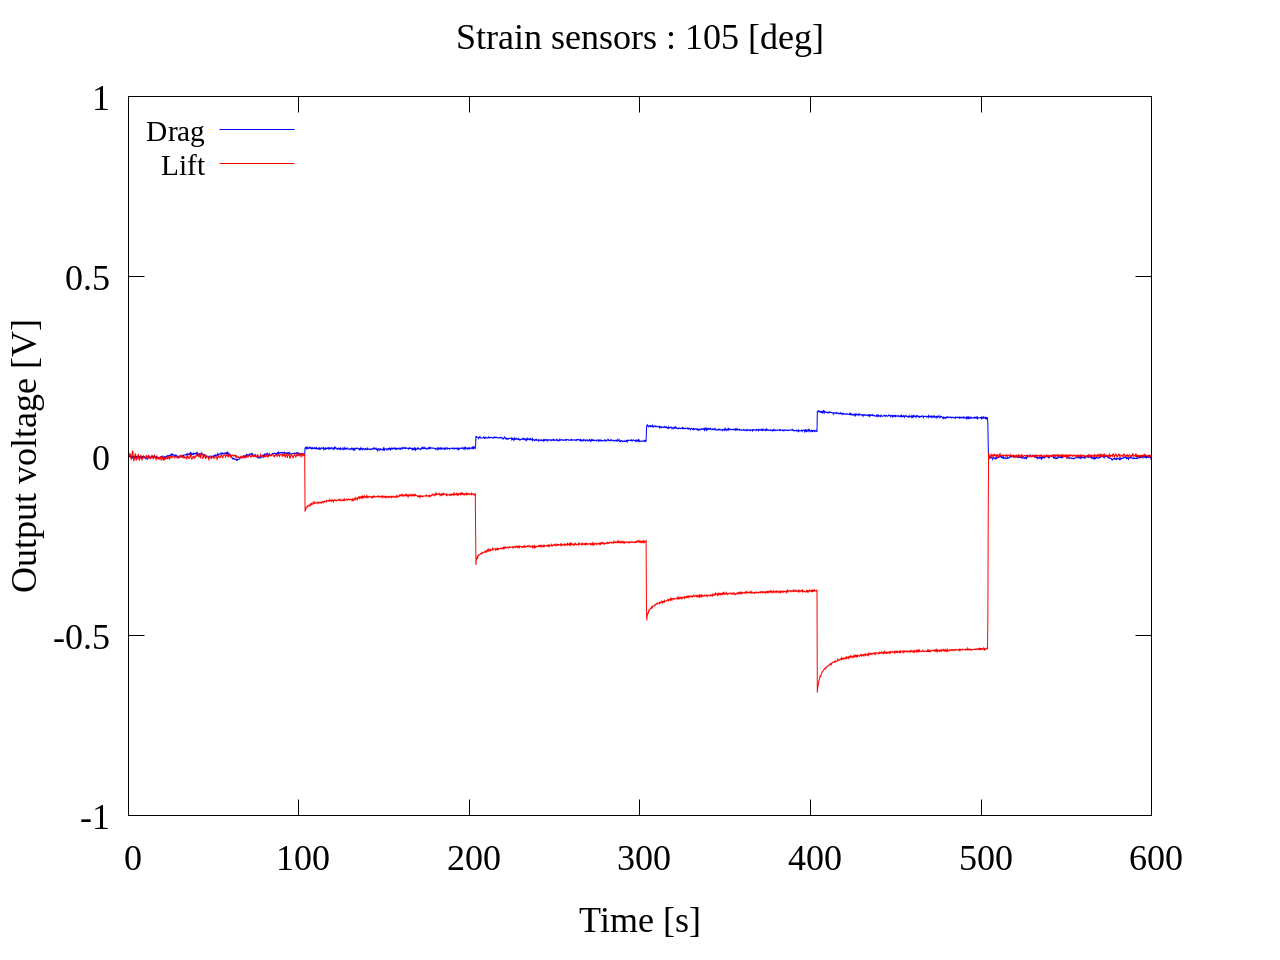 Strain sensors : 105 [deg]
1
Drag
Lift
0.5
0
-0.5
-1
Output voltage [V]
0 100 200 300 400 500 600
Time [s]